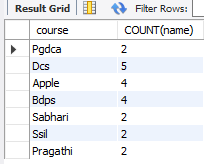 Result Grid Filter Rows:
course COUNT(name)
Pgdca 2
Dcs 5
Apple 4
Bdps 4
Sabhari 2
Ssil 2
Pragathi 2